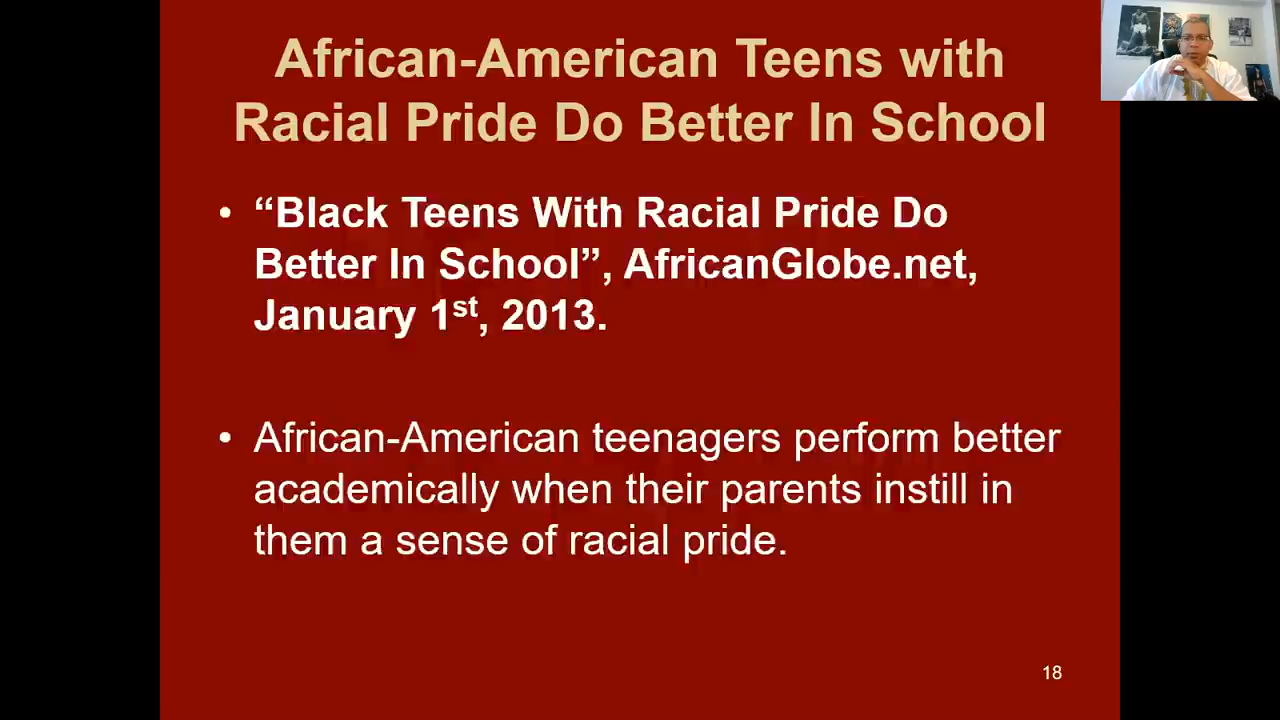 African-American Teens with
Racial Pride Do Better In School
• “Black Teens With Racial Pride Do
Better In School”, AfricanGlobe.net,
January 1st, 2013.
• African-American teenagers perform better
academically when their parents instill in
them a sense of racial pride.
18